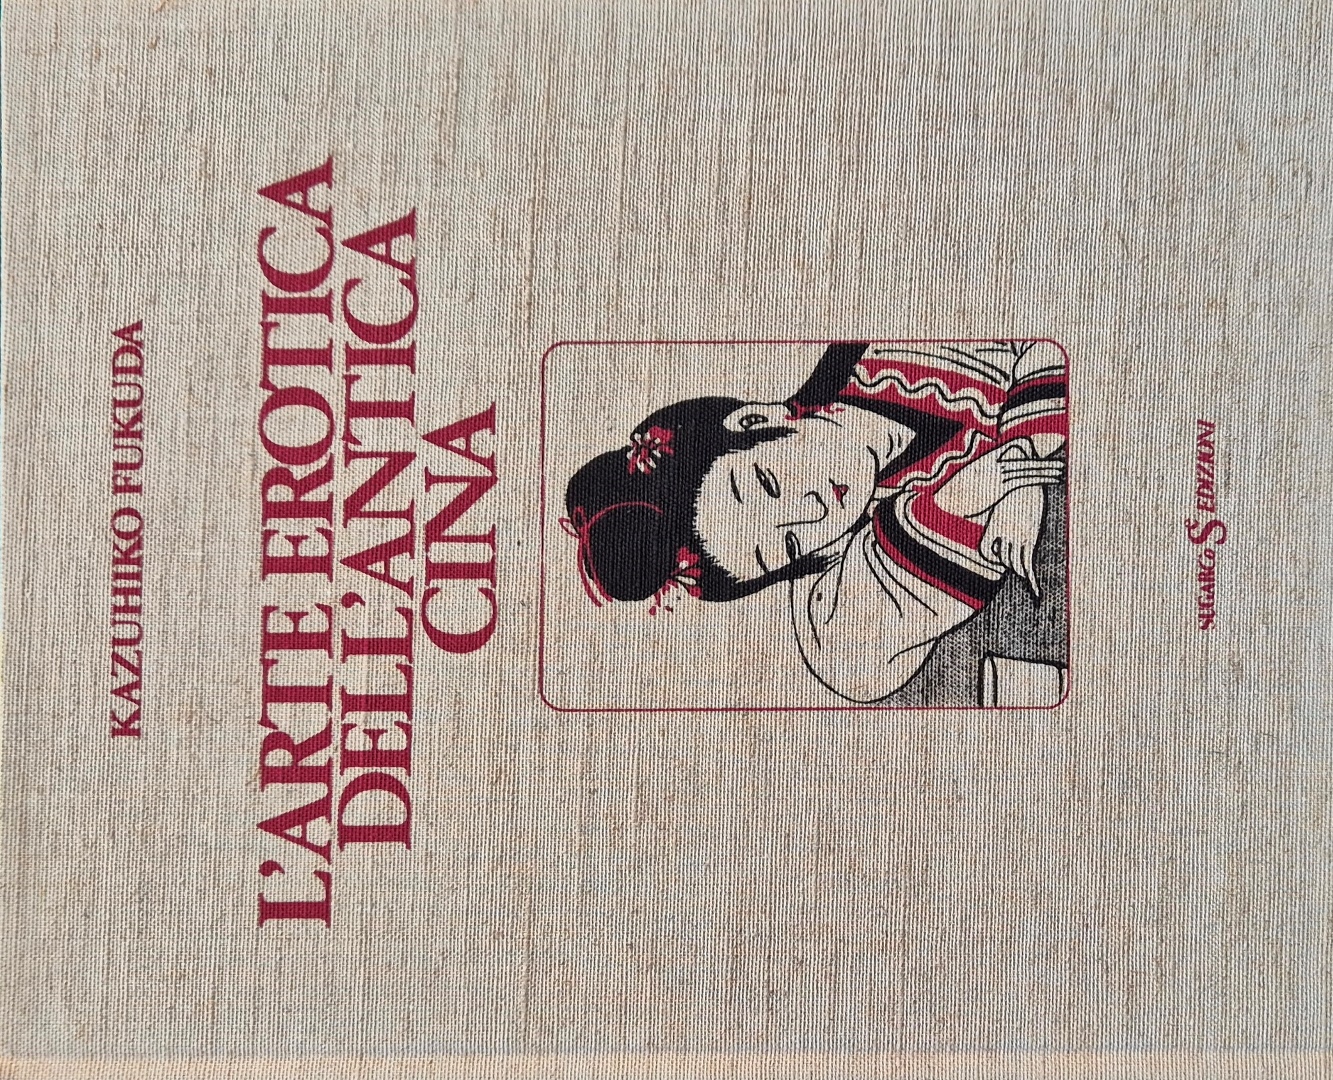 KAZUHIKO FUKUDA
L'ARTE EROTICA
DELL'ANTICA
CINA
SUGARCo S EDIZIONI